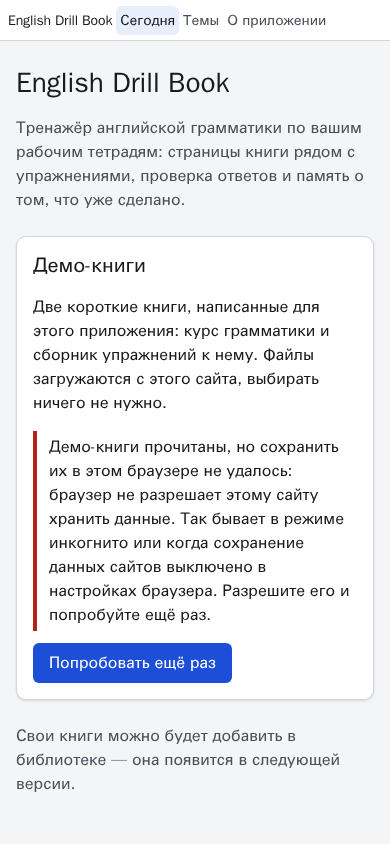 English Drill Book Сегодня Темы О приложении
English Drill Book
Тренажёр английской грамматики по вашим
рабочим тетрадям: страницы книги рядом с
упражнениями, проверка ответов и память о
том, что уже сделано.
Демо-книги
Две короткие книги, написанные для
этого приложения: курс грамматики и
сборник упражнений к нему. Файлы
загружаются с этого сайта, выбирать
ничего не нужно.
Демо-книги прочитаны, но сохранить
их в этом браузере не удалось:
браузер не разрешает этому сайту
хранить данные. Так бывает в режиме
инкогнито или когда сохранение
данных сайтов выключено в
настройках браузера. Разрешите его и
попробуйте ещё раз.
Попробовать ещё раз
Свои книги можно будет добавить в
библиотеке — она появится в следующей
версии.